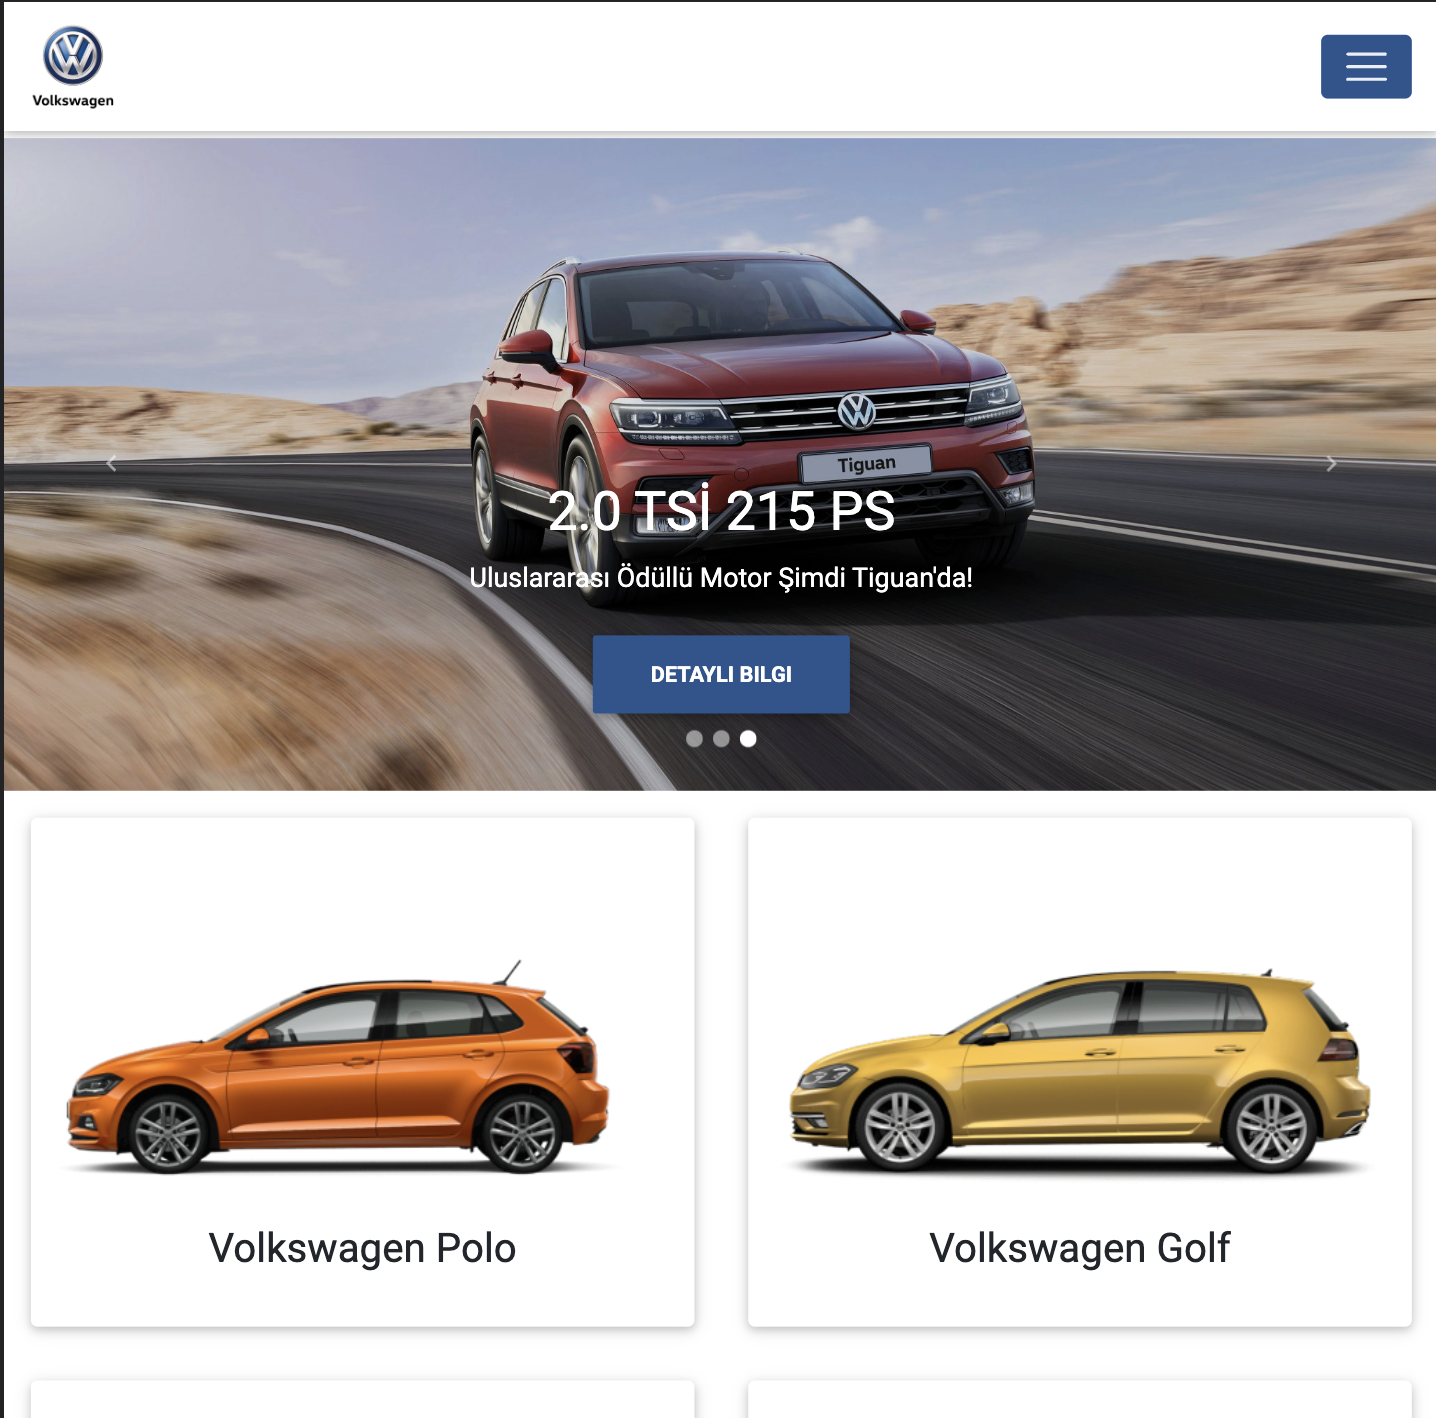 Volkswagen
Tiguan
2.0 TSİ 215 PS
Uluslararası Ödüllü Motor Şimdi Tiguan'da!
DETAYLI BILGI
Volkswagen Polo
Volkswagen Golf